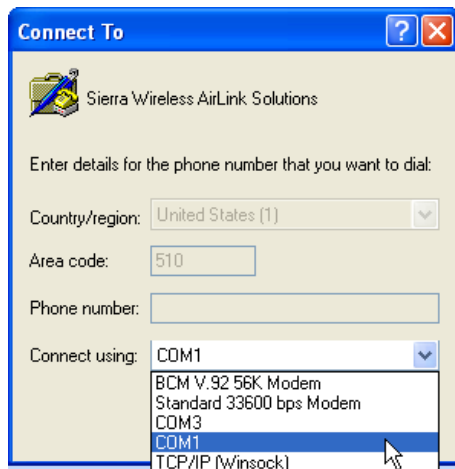 Connect To
Sierra Wireless AirLink Solutions
Enter details for the phone number that you want to dial:
Country/region: United States (1)
Area code: 510
Phone number:
Connect using: COM1
BCM V.92 56K Modem
Standard 33600 bps Modem
COM3
COM1
TCP/IP (Winsock)